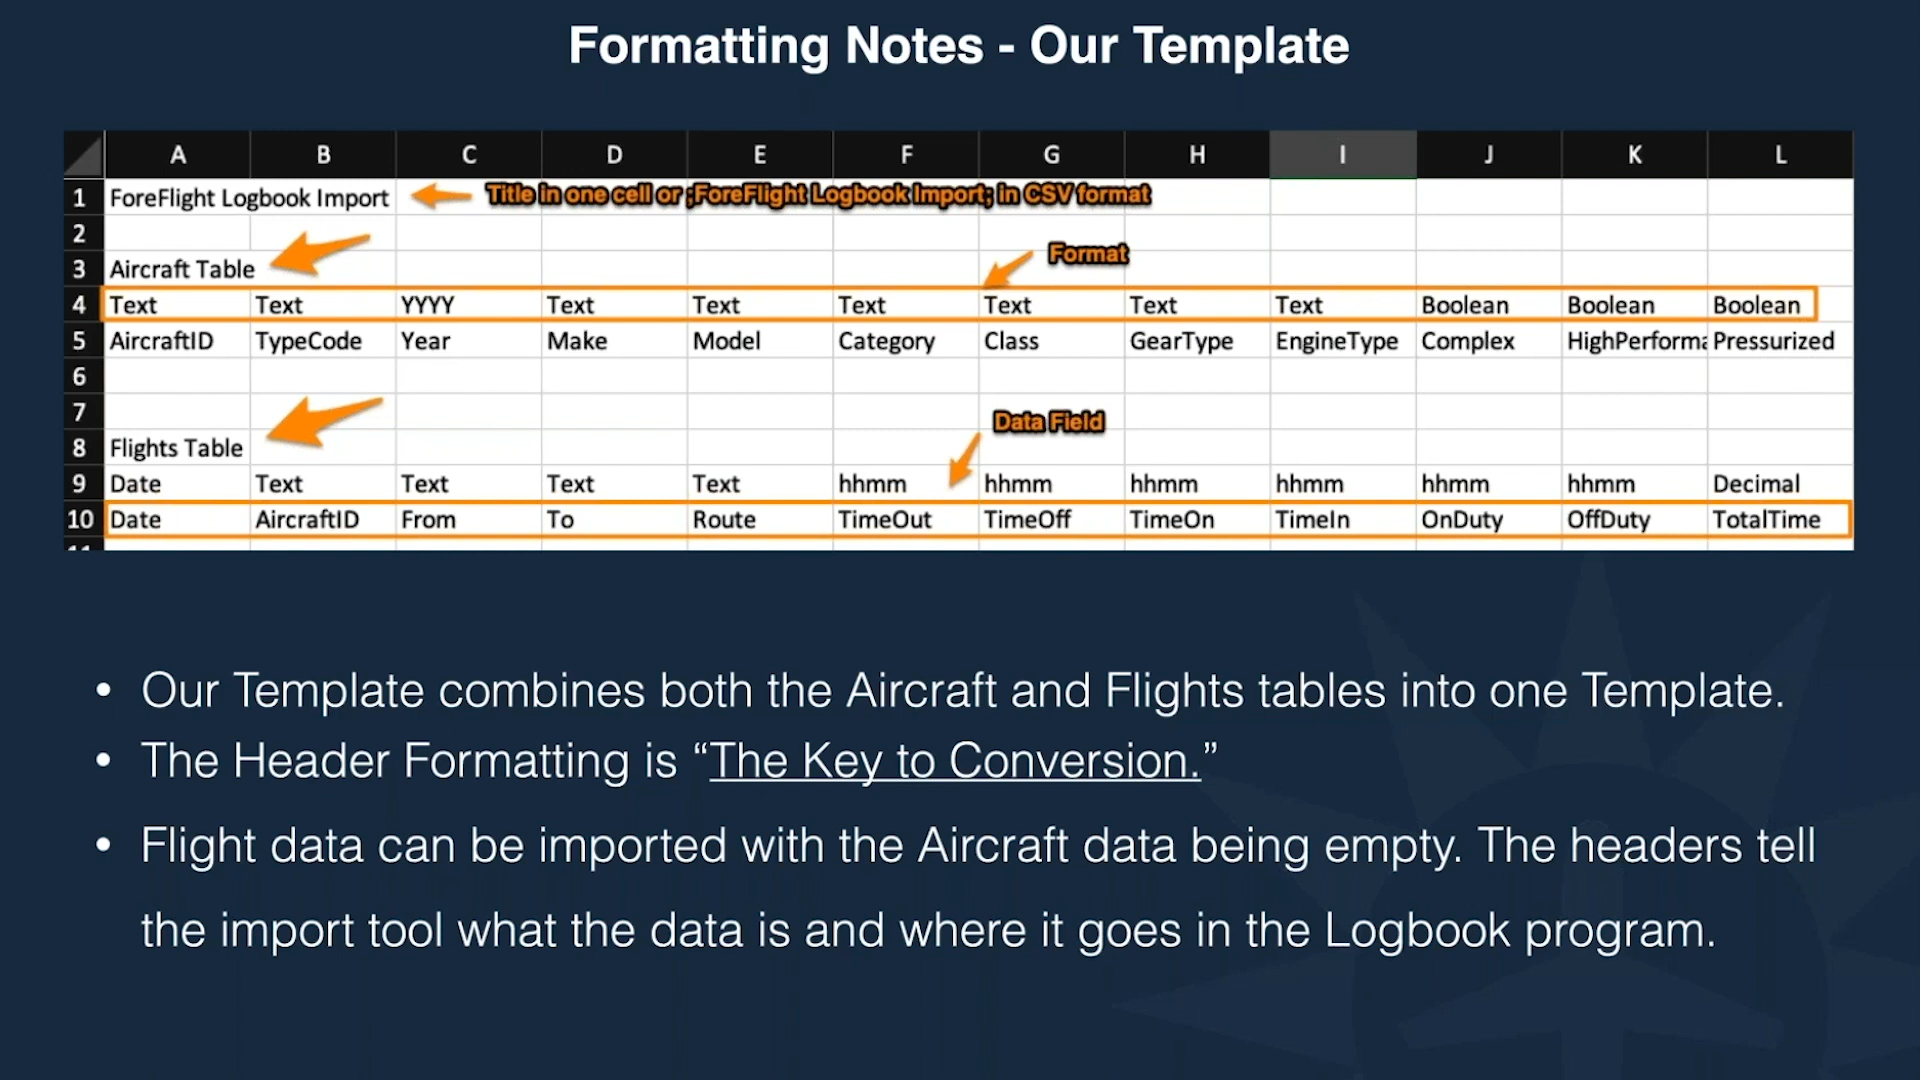 Formatting Notes - Our Template
A B C D E F G H I J K L
1 ForeFlight Logbook Import Title in one cell or ;ForeFlight Logbook Import; in CSV format
2
Format
3 Aircraft Table
4 Text Text YYYY Text Text Text Text Text Text Boolean Boolean Boolean
5 AircraftID TypeCode Year Make Model Category Class GearType EngineType Complex HighPerforma Pressurized
6
7
Data Field
8 Flights Table
9 Date Text Text Text Text hhmm hhmm hhmm hhmm hhmm hhmm Decimal
10 Date AircraftID From To Route TimeOut TimeOff TimeOn TimeIn OnDuty OffDuty TotalTime
• Our Template combines both the Aircraft and Flights tables into one Template.
• The Header Formatting is “The Key to Conversion.”
• Flight data can be imported with the Aircraft data being empty. The headers tell
the import tool what the data is and where it goes in the Logbook program.